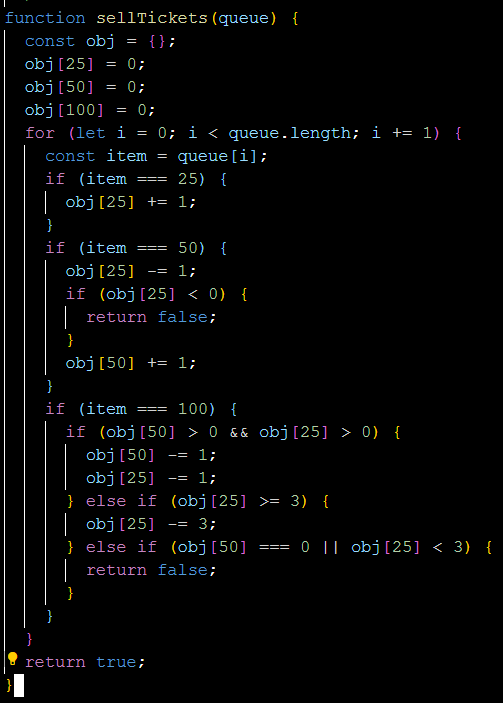 function sellTickets(queue) {
  const obj = {};
  obj[25] = 0;
  obj[50] = 0;
  obj[100] = 0;
  for (let i = 0; i < queue.length; i += 1) {
    const item = queue[i];
    if (item === 25) {
      obj[25] += 1;
    }
    if (item === 50) {
      obj[25] -= 1;
      if (obj[25] < 0) {
        return false;
      }
      obj[50] += 1;
    }
    if (item === 100) {
      if (obj[50] > 0 && obj[25] > 0) {
        obj[50] -= 1;
        obj[25] -= 1;
      } else if (obj[25] >= 3) {
        obj[25] -= 3;
      } else if (obj[50] === 0 || obj[25] < 3) {
        return false;
      }
    }
  }
  return true;
}